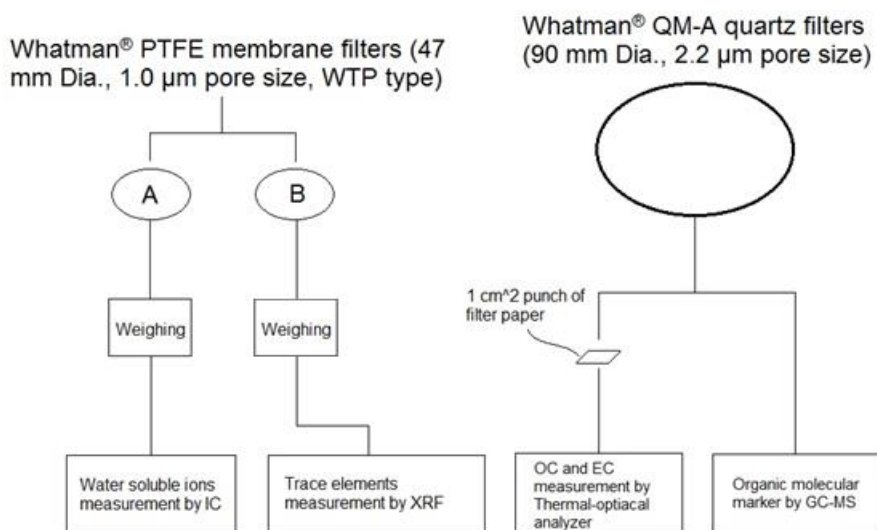 Whatman® PTFE membrane filters (47
mm Dia., 1.0 µm pore size, WTP type)
Whatman® QM-A quartz filters
(90 mm Dia., 2.2 µm pore size)
A
B
Weighing
Weighing
1 cm^2 punch of
filter paper
Water soluble ions
measurement by IC
Trace elements
measurement by XRF
OC and EC
measurement by
Thermal-optiacal
analyzer
Organic molecular
marker by GC-MS